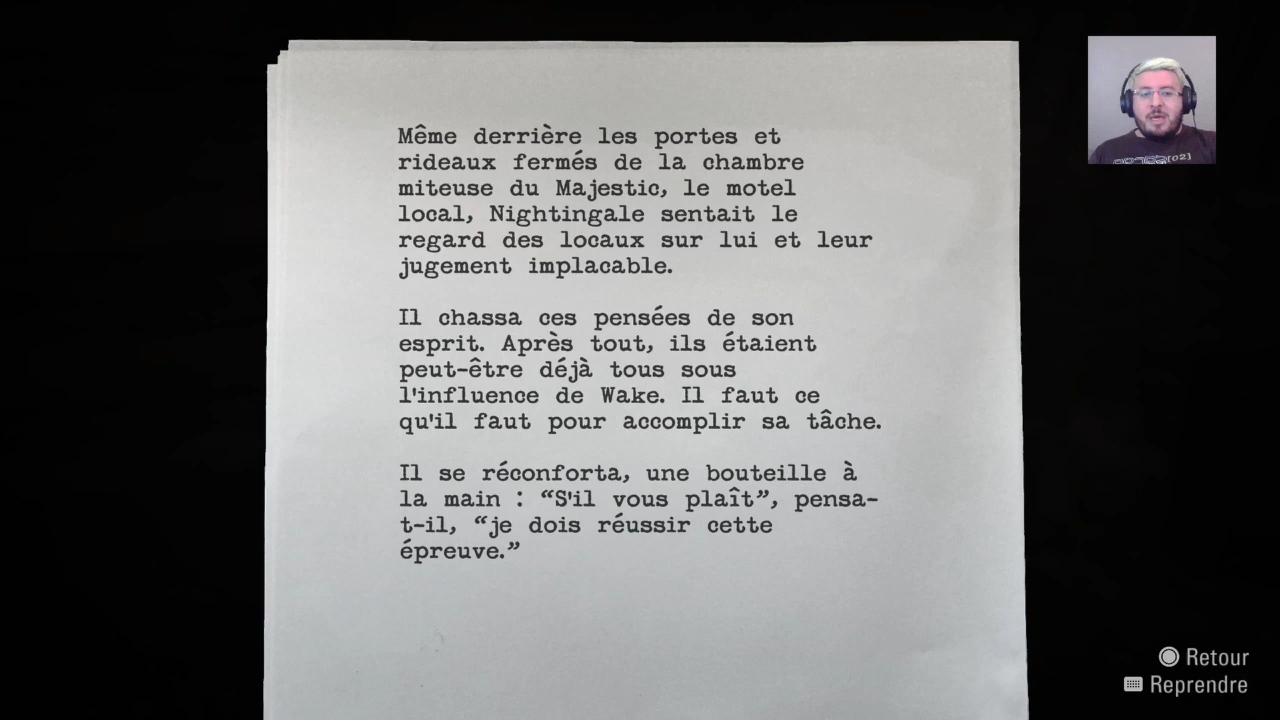 Même derrière les portes et
rideaux fermés de la chambre
miteuse du Majestic, le motel
local, Nightingale sentait le
regard des locaux sur lui et leur
jugement implacable.
Il chassa ces pensées de son
esprit. Après tout, ils étaient
peut-être déjà tous sous
l'influence de Wake. Il faut ce
qu'il faut pour accomplir sa tâche.
Il se réconforta, une bouteille à
la main : “S'il vous plaît”, pensa-
t-il, “je dois réussir cette
épreuve.”
Retour
Reprendre